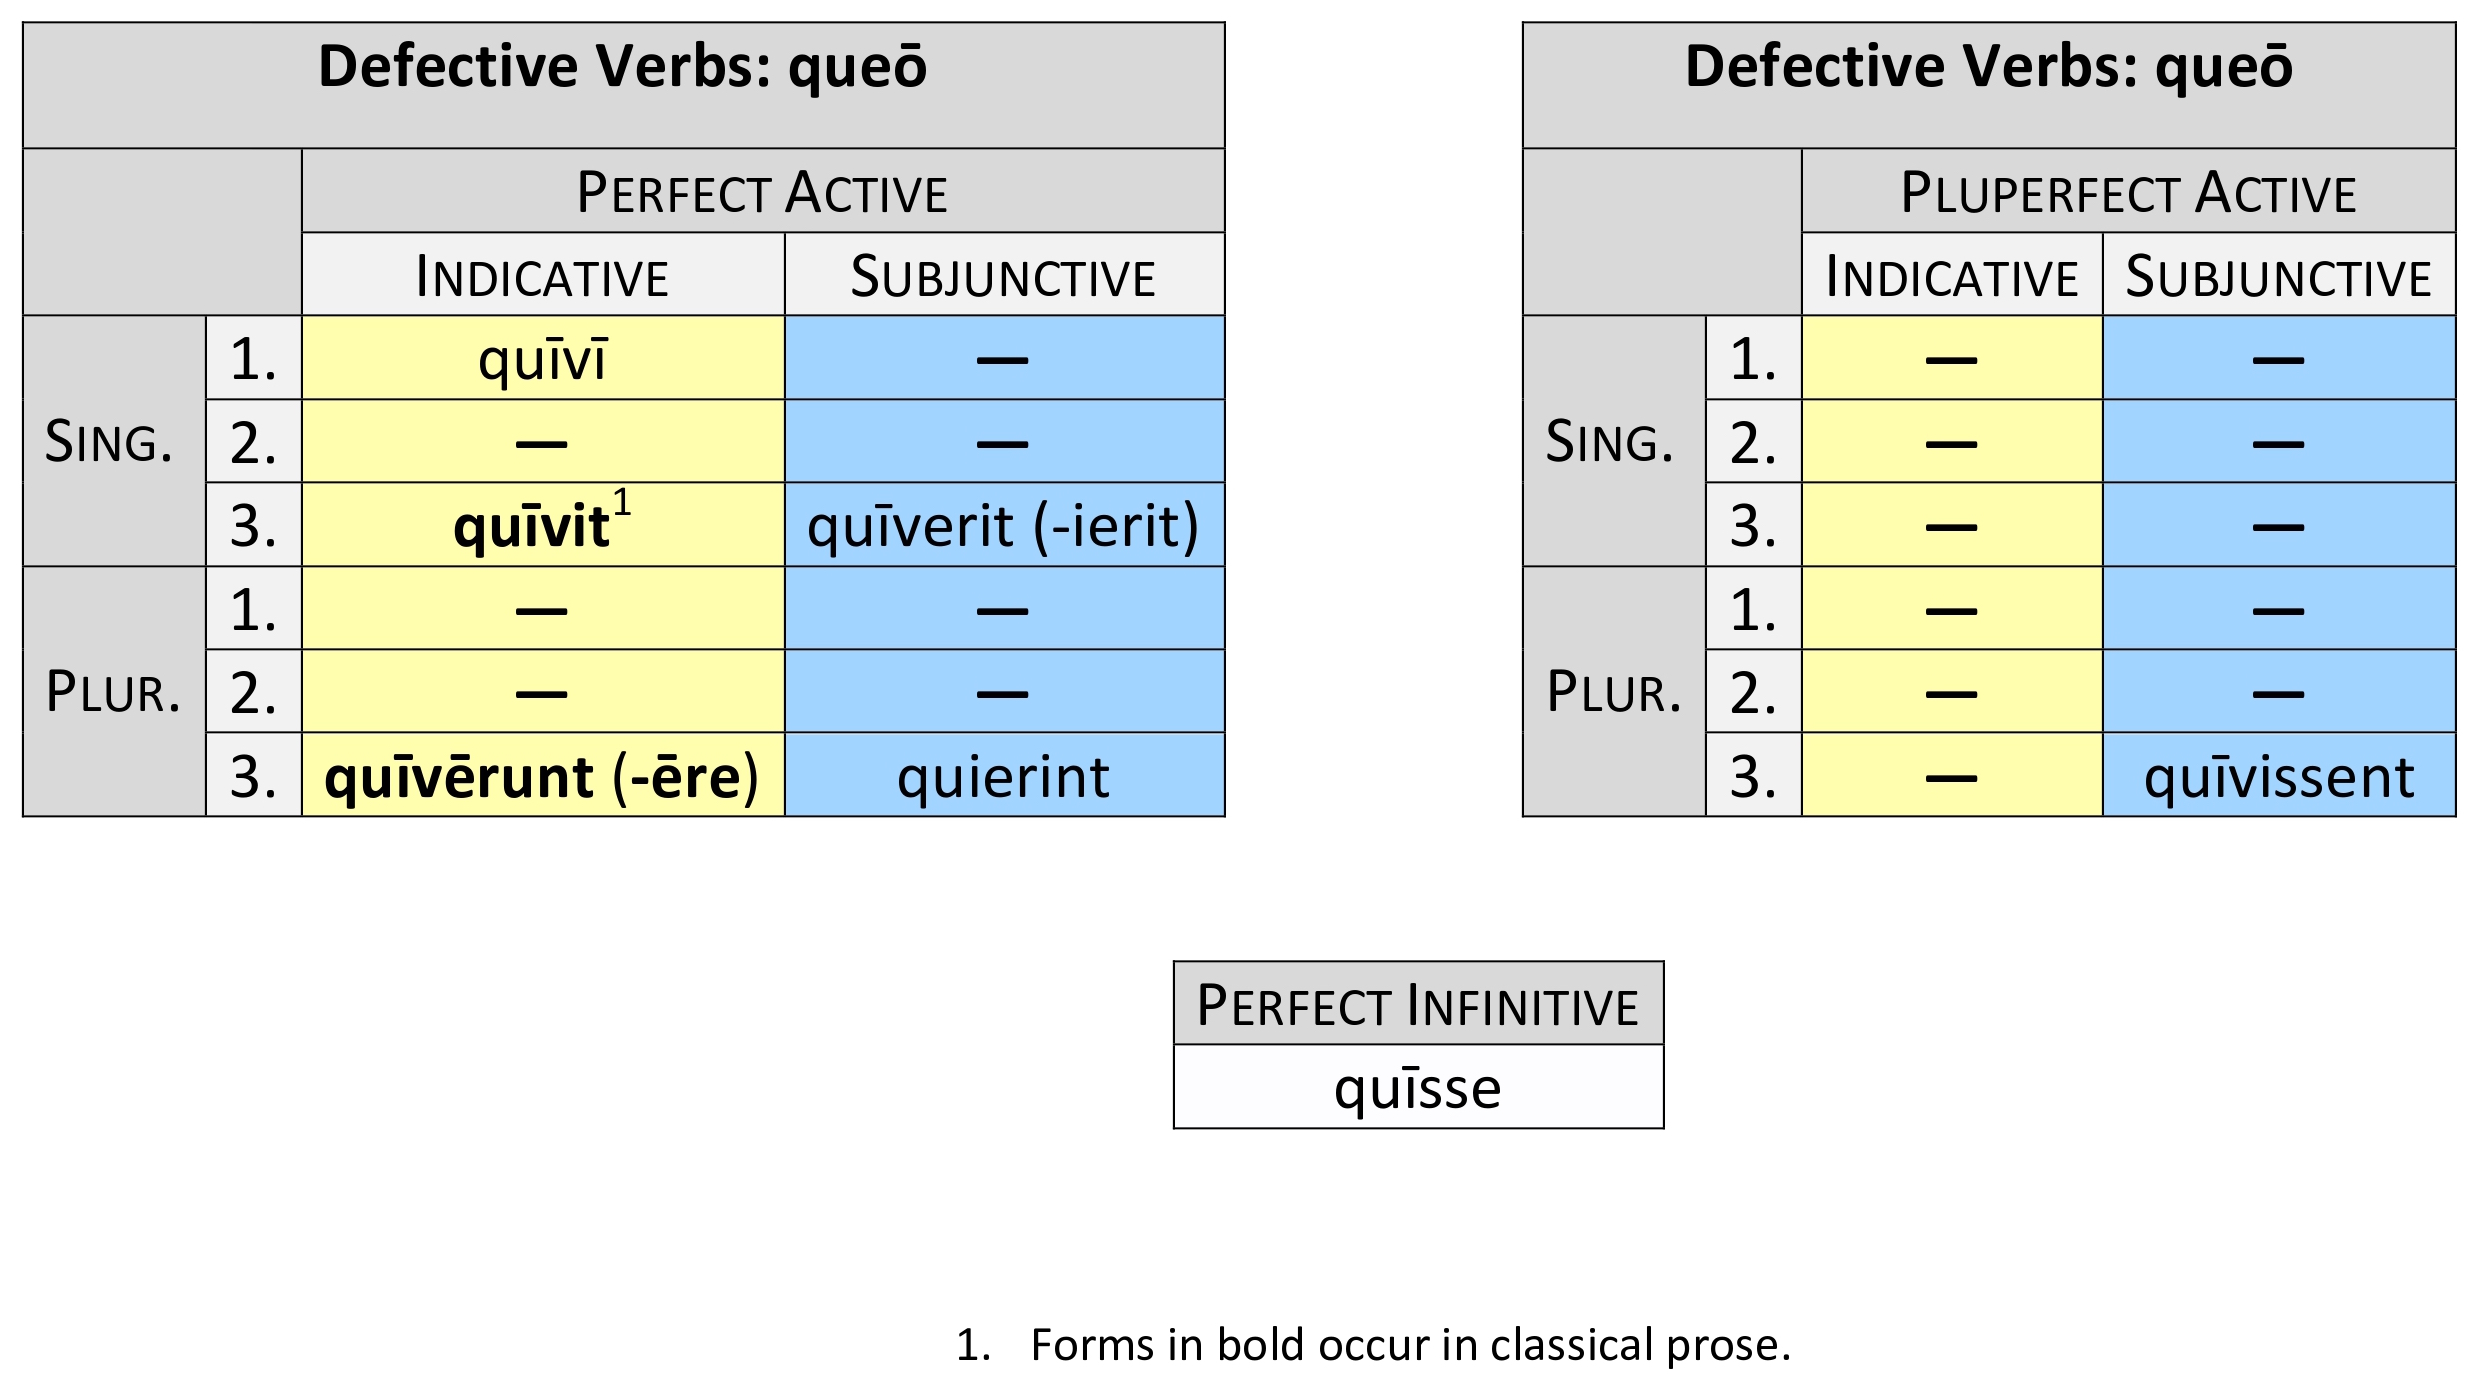 Defective Verbs: queō
PERFECT ACTIVE
INDICATIVE SUBJUNCTIVE
SING. 1. quīvī —
2. — —
3. quīvit1 quīverit (-ierit)
PLUR. 1. — —
2. — —
3. quīvērunt (-ēre) quierint
Defective Verbs: queō
PLUPERFECT ACTIVE
INDICATIVE SUBJUNCTIVE
SING. 1. — —
2. — —
3. — —
PLUR. 1. — —
2. — —
3. — quīvissent
PERFECT INFINITIVE
quīsse
1. Forms in bold occur in classical prose.